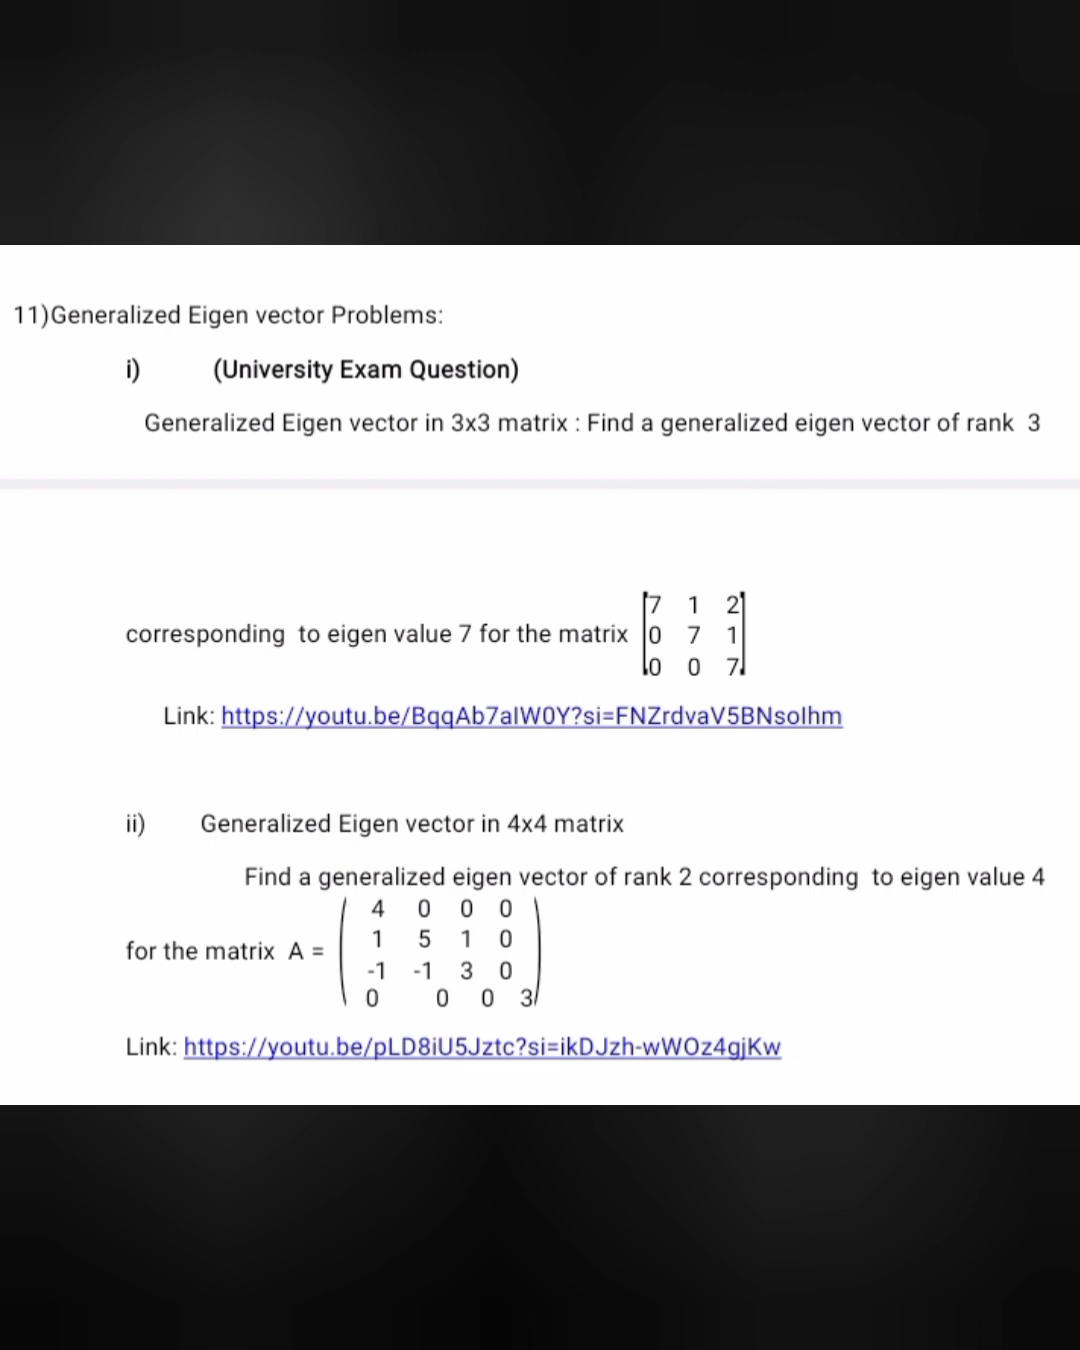 11)Generalized Eigen vector Problems:
i) (University Exam Question)
Generalized Eigen vector in 3x3 matrix : Find a generalized eigen vector of rank 3
7 1 2
corresponding to eigen value 7 for the matrix 0 7 1
0 0 7
Link: https://youtu.be/BqqAb7aIW0Y?si=FNZrdvaV5BNsolhm
ii) Generalized Eigen vector in 4x4 matrix
Find a generalized eigen vector of rank 2 corresponding to eigen value 4
4 0 0 0
1 5 1 0
for the matrix A =
-1 -1 3 0
0 0 0 3
Link: https://youtu.be/pLD8iU5Jztc?si=ikDJzh-wWOz4gjKw